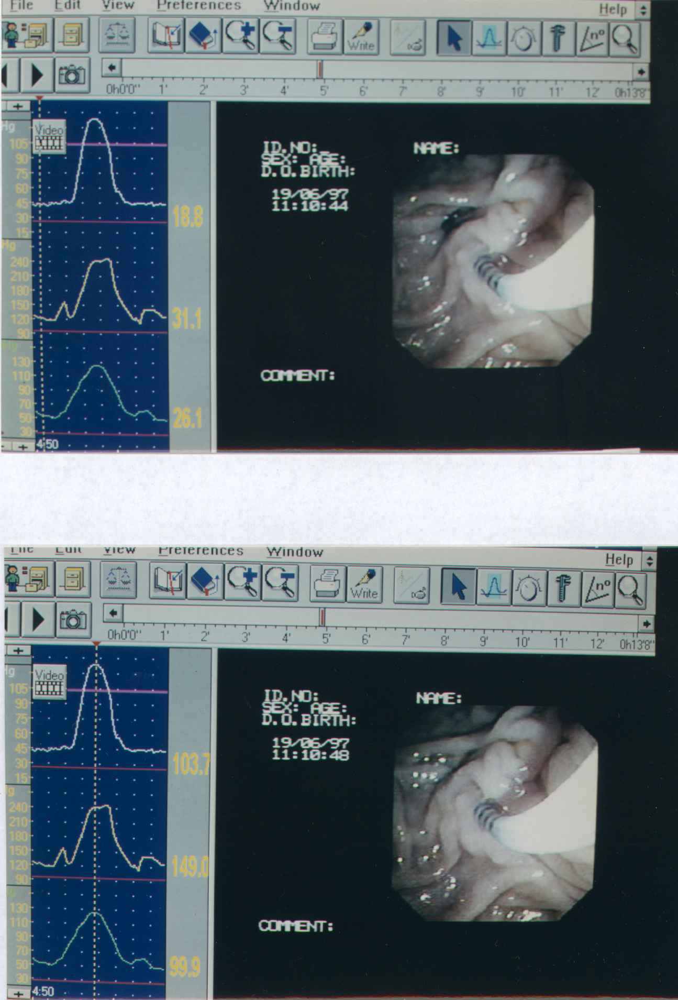 File Edit View Preferences Window Help
Write nº
0h0'0" 1' 2' 3' 4' 5' 6' 7' 8' 9' 10' 11' 12' 0h13'8"
Hg
Video
105
90
75
60
45
30
15
18.8
Hg
240
210
180
150
120
90
31.1
130
110
90
70
50
30
26.1
4:50
ID.NO:_ NAME:
SEX: AGE:
D.O.BIRTH:
19/06/97
11:10:44
COMMENT:
File Edit View Preferences Window Help
Write nº
0h0'0" 1' 2' 3' 4' 5' 6' 7' 8' 9' 10' 11' 12' 0h13'8"
Video
105
90
75
60
45
30
15
103.7
240
210
180
150
120
90
149.0
130
110
90
70
50
30
99.9
4:50
ID.NO: NAME:
SEX: AGE:
D.O.BIRTH:
19/06/97
11:10:48
COMMENT: